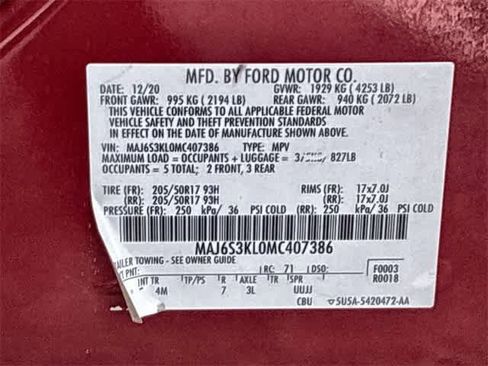 MFD. BY FORD MOTOR CO.
DATE: 12/20 GVWR: 1929 KG ( 4253 LB)
FRONT GAWR: 995 KG ( 2194 LB) REAR GAWR: 940 KG ( 2072 LB)
THIS VEHICLE CONFORMS TO ALL APPLICABLE FEDERAL MOTOR
VEHICLE SAFETY AND THEFT PREVENTION STANDARDS
IN EFFECT ON THE DATE OF MANUFACTURE SHOWN ABOVE.
VIN: MAJ6S3KL0MC407386 TYPE: MPV
MAXIMUM LOAD = OCCUPANTS + LUGGAGE = 827LB
OCCUPANTS = 5 TOTAL; 2 FRONT, 3 REAR
TIRE (FR): 205/50R17 93H RIMS (FR): 17x7.0J
(RR): 205/50R17 93H (RR): 17x7.0J
PRESSURE (FR): 250 kPa/ 36 PSI COLD (RR): 250 kPa/ 36 PSI COLD
MAJ6S3KL0MC407386
TRAILER TOWING - SEE OWNER GUIDE
EXT PNT: RC: 71 DSO: F0003
INT TR TP/PS R AXLE TR SPR R0018
4M 7 3L UUJJ
CBU 5U5A-5420472-AA